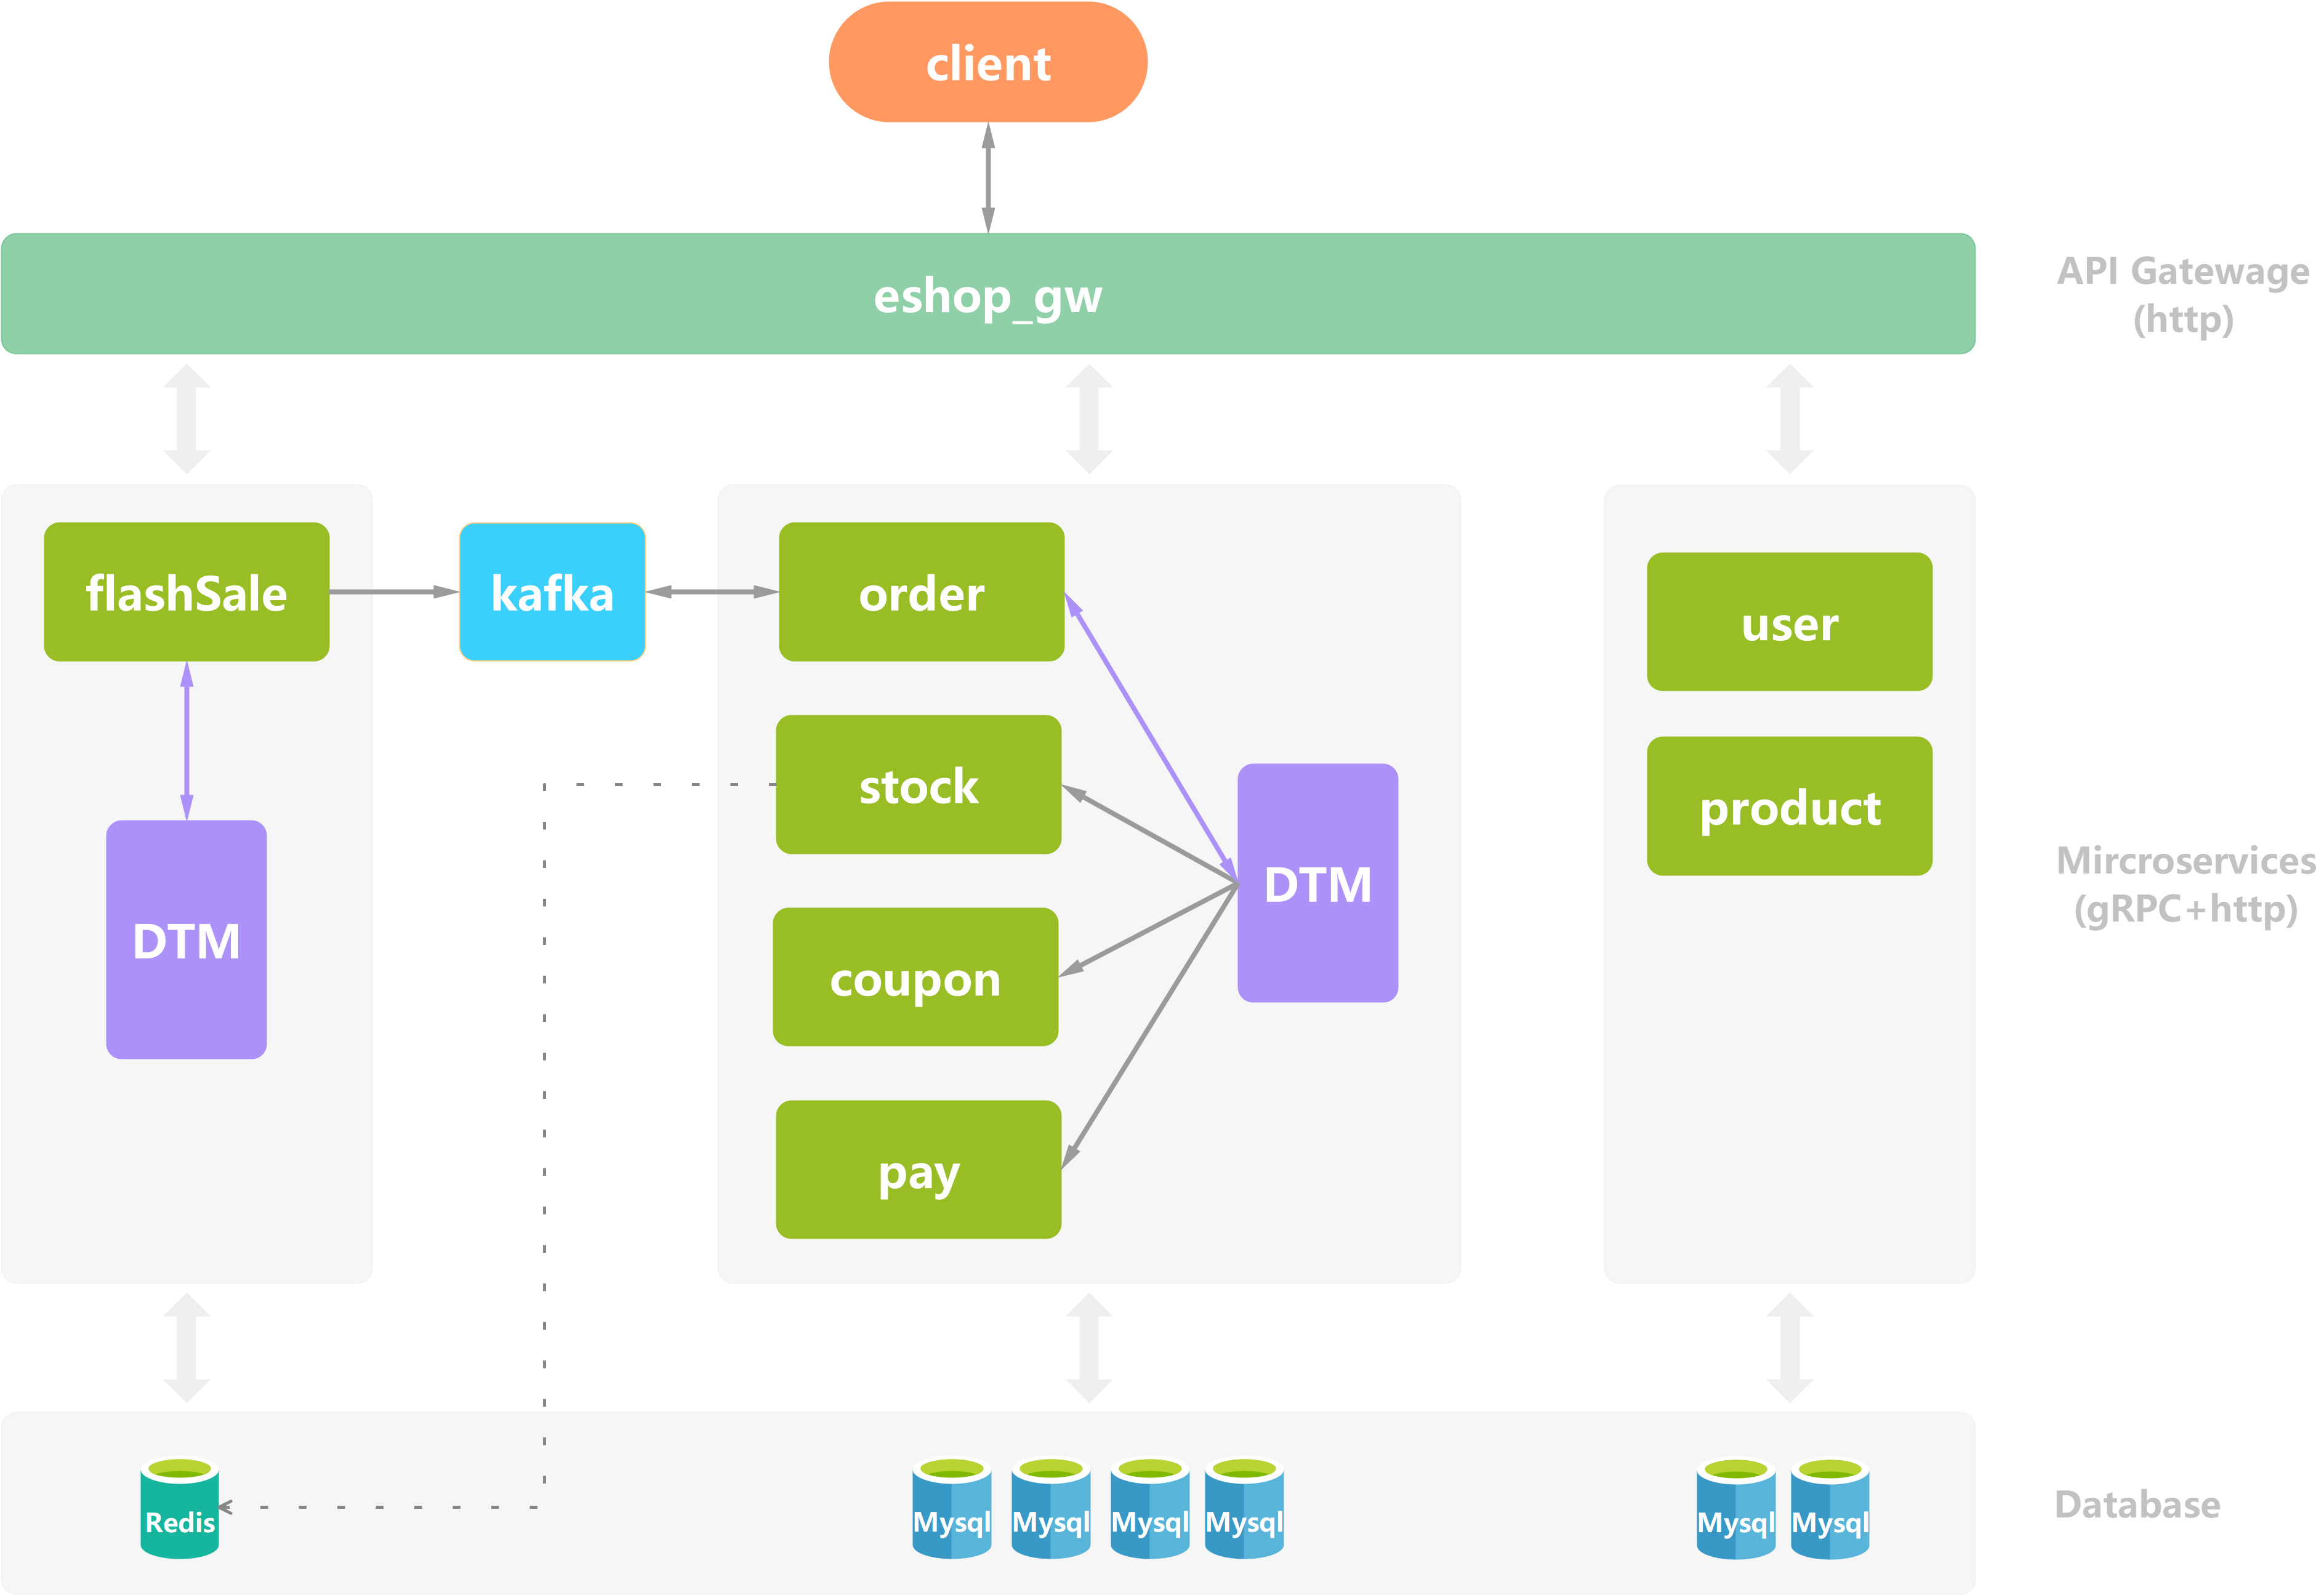 client
eshop_gw
API Gatewage
(http)
flashSale
kafka
order
user
stock
product
DTM
Mircroservices
(gRPC+http)
DTM
coupon
pay
Redis
Mysql
Mysql
Mysql
Mysql
Mysql
Mysql
Database